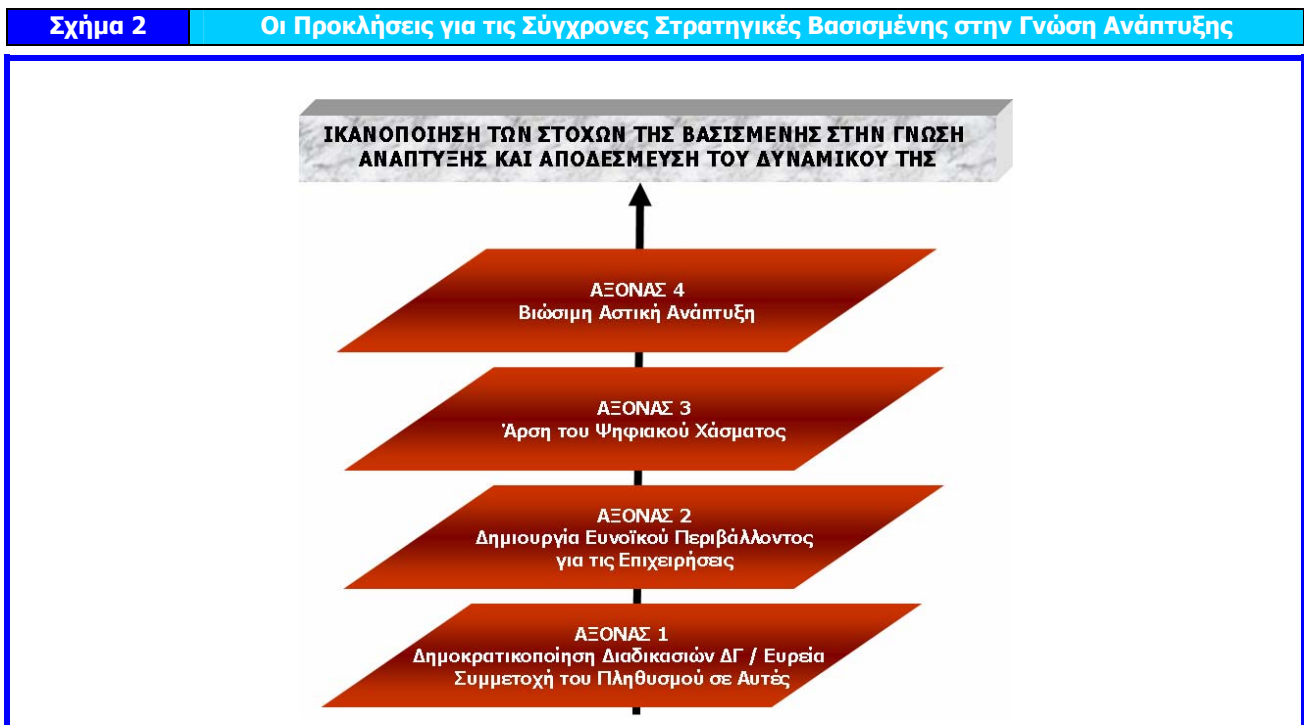 Σχήμα 2 Οι Προκλήσεις για τις Σύγχρονες Στρατηγικές Βασισμένης στην Γνώση Ανάπτυξης
ΙΚΑΝΟΠΟΙΗΣΗ ΤΩΝ ΣΤΟΧΩΝ ΤΗΣ ΒΑΣΙΣΜΕΝΗΣ ΣΤΗΝ ΓΝΩΣΗ
ΑΝΑΠΤΥΞΗΣ ΚΑΙ ΑΠΟΔΕΣΜΕΥΣΗ ΤΟΥ ΔΥΝΑΜΙΚΟΥ ΤΗΣ
ΑΞΟΝΑΣ 4
Βιώσιμη Αστική Ανάπτυξη
ΑΞΟΝΑΣ 3
Άρση του Ψηφιακού Χάσματος
ΑΞΟΝΑΣ 2
Δημιουργία Ευνοϊκού Περιβάλλοντος
για τις Επιχειρήσεις
ΑΞΟΝΑΣ 1
Δημοκρατικοποίηση Διαδικασιών ΔΓ / Ευρεία
Συμμετοχή του Πληθυσμού σε Αυτές